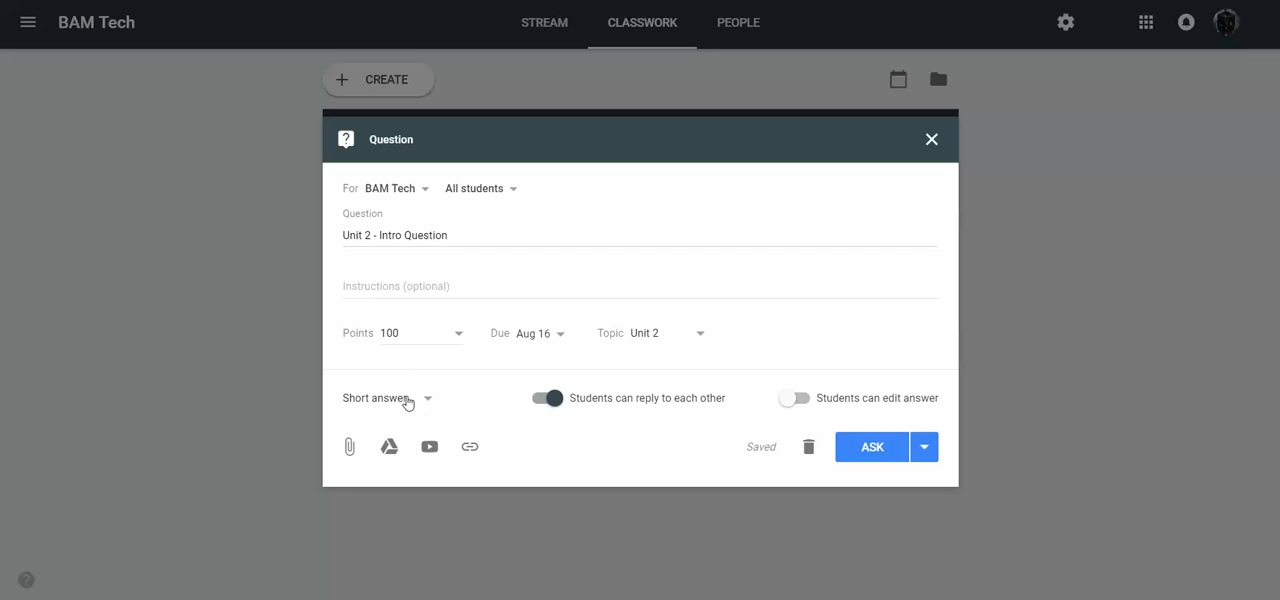 BAM Tech
STREAM CLASSWORK PEOPLE
CREATE
Question
For BAM Tech All students
Question
Unit 2 - Intro Question
Instructions (optional)
Points 100 Due Aug 16 Topic Unit 2
Short answer Students can reply to each other Students can edit answer
Saved ASK